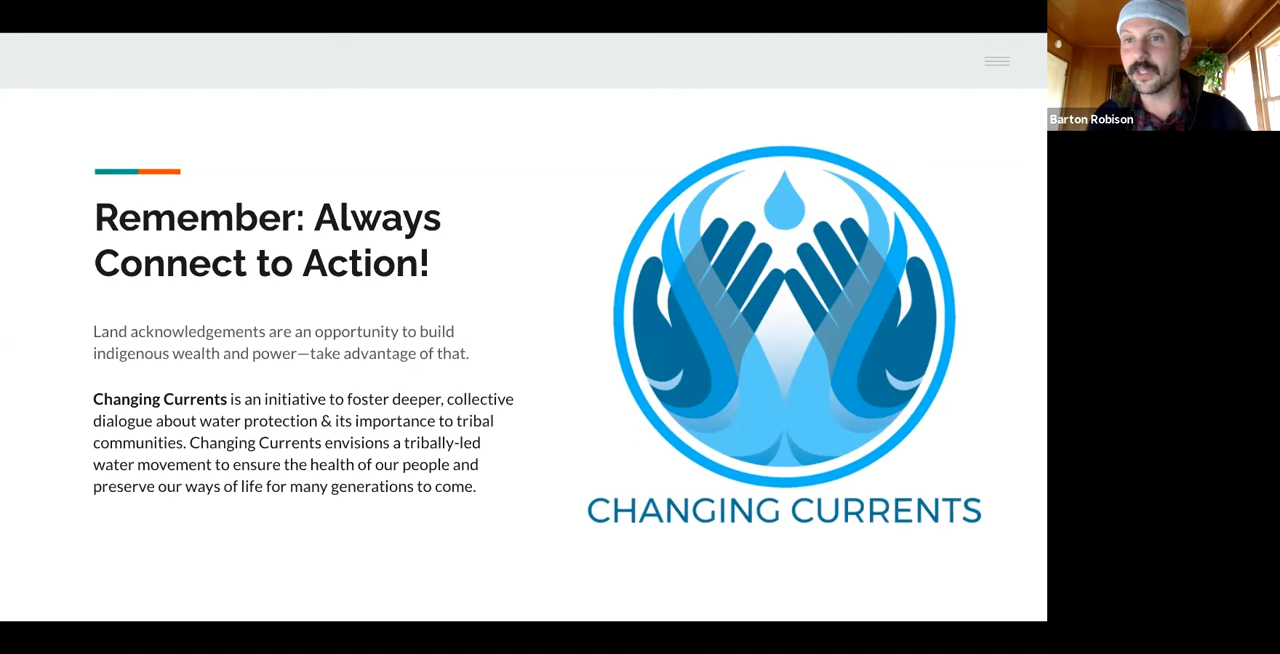 Barton Robison
Remember: Always
Connect to Action!
Land acknowledgements are an opportunity to build
indigenous wealth and power—take advantage of that.
Changing Currents is an initiative to foster deeper, collective
dialogue about water protection & its importance to tribal
communities. Changing Currents envisions a tribally-led
water movement to ensure the health of our people and
preserve our ways of life for many generations to come.
CHANGING CURRENTS